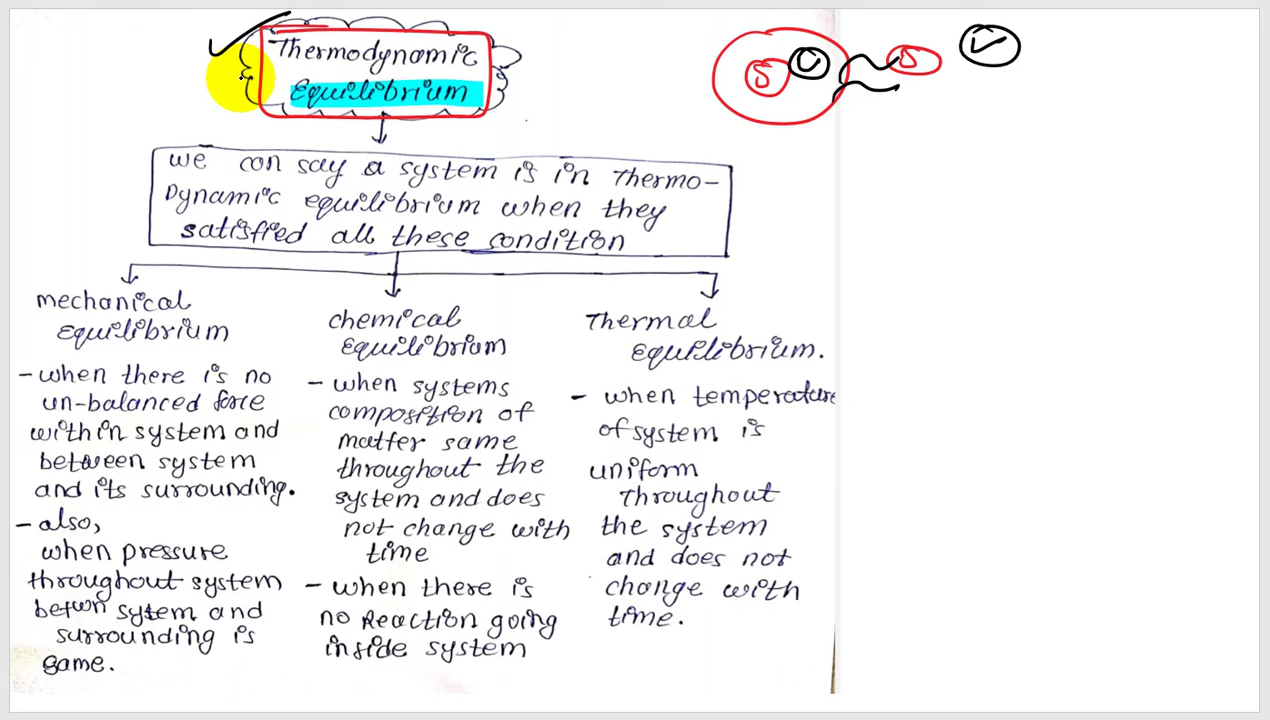 Thermodynamic
Equilibrium
S
S
we can say a system is in Thermo-
Dynamic equilibrium when they
satisfied all these condition
mechanical
Equilibrium
- when there is no
un-balanced force
within system and
between system
and its surrounding.
- also,
when pressure
throughout system
betwn sytem and
surrounding is
same.
chemical
Equilibrium
- when systems
composition of
matter same
throughout the
system and does
not change with
time
- when there is
no Reaction going
inside system
Thermal
Equilibrium.
- when temperature
of system is
uniform
Throughout
the system
and does not
change with
time.